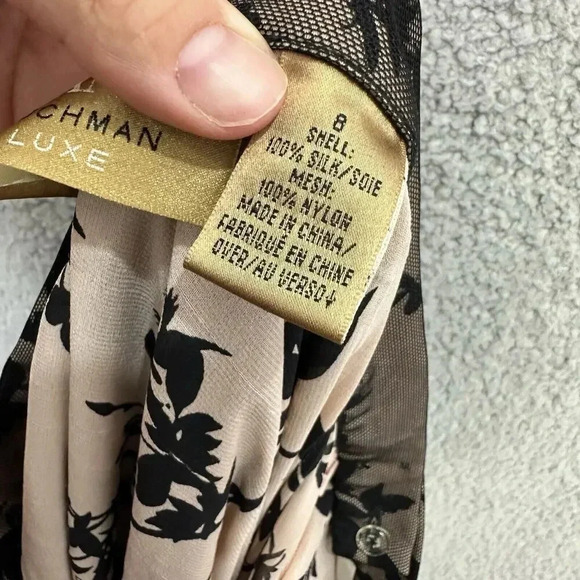 CHMAN
LUXE
8
SHELL:
100% SILK/SOIE
MESH:
100% NYLON
MADE IN CHINA/
FABRIQUÉ EN CHINE
OVER/AU VERSO↓